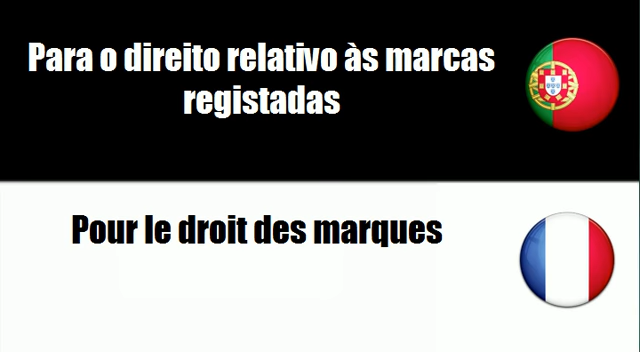 Para o direito relativo às marcas
registadas
Pour le droit des marques